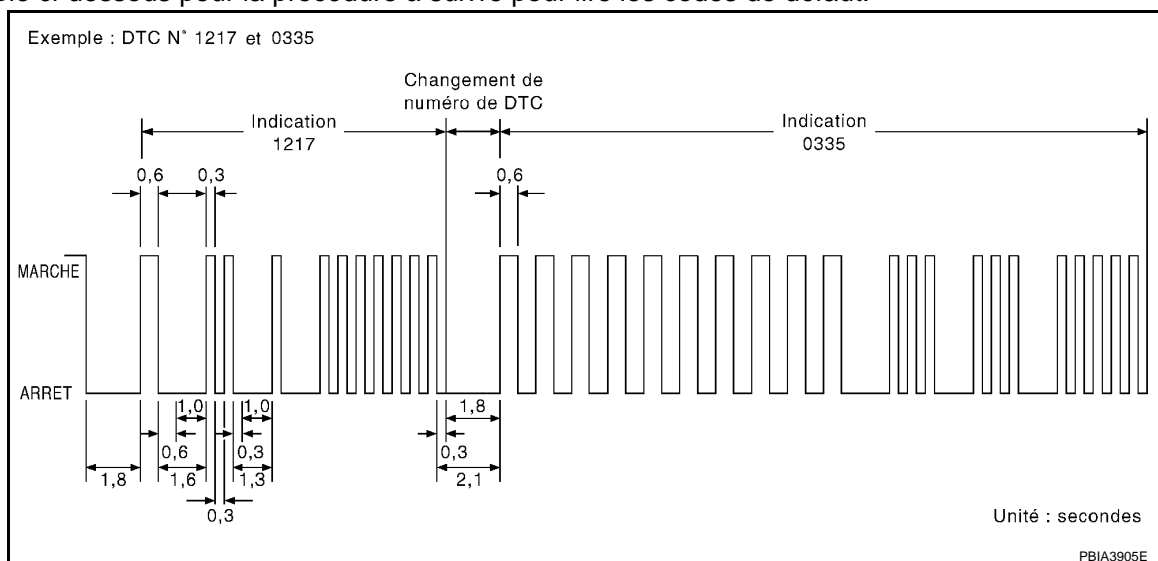 Exemple : DTC N° 1217 et 0335
Changement de
numéro de DTC
Indication
1217
Indication
0335
0,6
0,3
0,6
MARCHE
ARRET
1,0
1,0
1,8
0,6
0,3
0,3
1,8
1,6
1,3
2,1
0,3
Unité : secondes
PBIA3905E